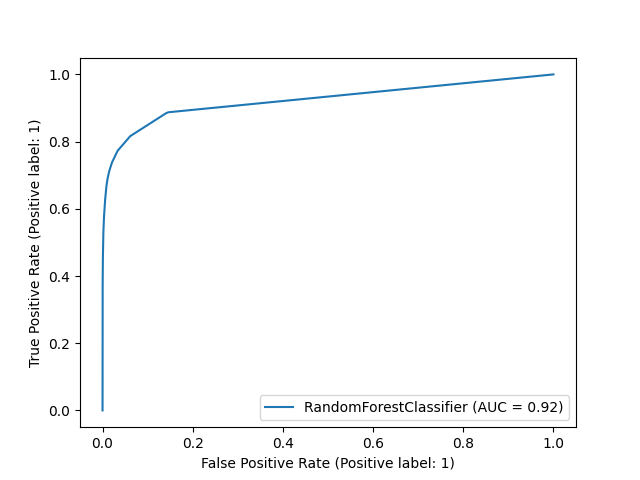 1.0
0.8
0.6
0.4
0.2
0.0
True Positive Rate (Positive label: 1)
RandomForestClassifier (AUC = 0.92)
0.0 0.2 0.4 0.6 0.8 1.0
False Positive Rate (Positive label: 1)